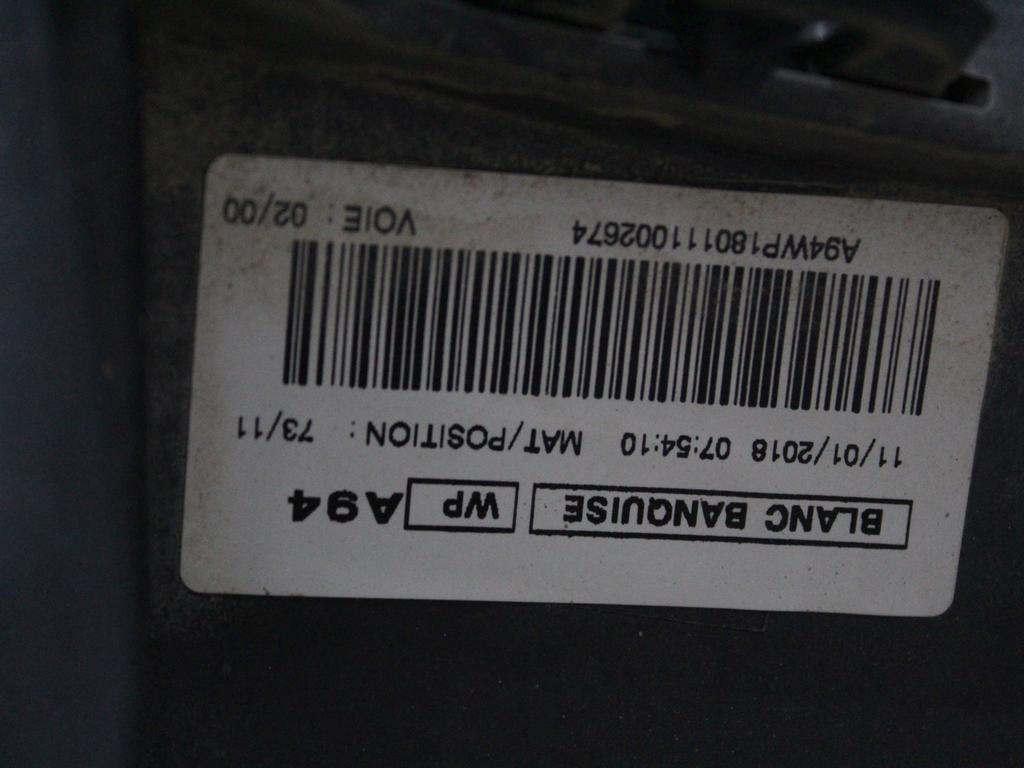 BLANC BANQUISE WP A94
11/01/2018 07:54:10 MAT/POSITION : 73/11
A94WP180111002674 VOIE : 02/00